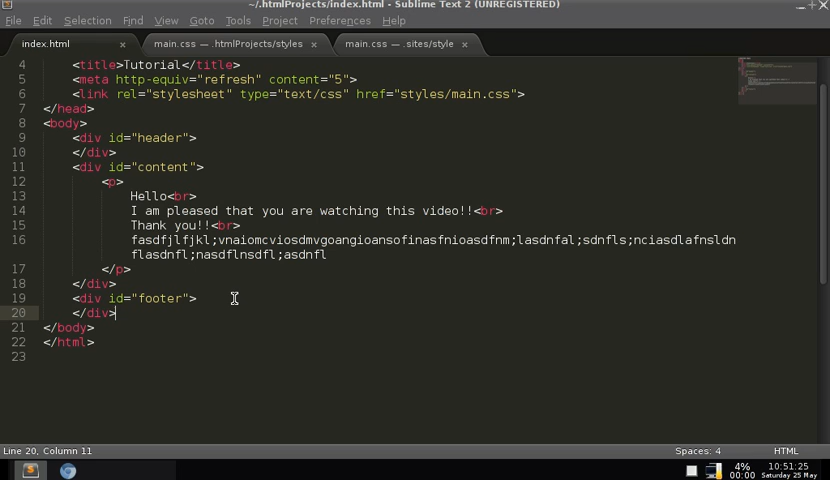 ~/.htmlProjects/index.html - Sublime Text 2 (UNREGISTERED)
File Edit Selection Find View Goto Tools Project Preferences Help
index.html × main.css — .htmlProjects/styles × main.css — .sites/style ×
4 <title>Tutorial</title>
5 <meta http-equiv="refresh" content="5">
6 <link rel="stylesheet" type="text/css" href="styles/main.css">
7 </head>
8 <body>
9 <div id="header">
10 </div>
11 <div id="content">
12 <p>
13 Hello<br>
14 I am pleased that you are watching this video!!<br>
15 Thank you!!<br>
16 fasdfjlfjkl;vnaiomcviosdmvgoangioansofinasfnioasdfnm;lasdnfal;sdnfls;nciasdlafnsldn
flasdnfl;nasdflnsdfl;asdnfl
17 </p>
18 </div>
19 <div id="footer">
20 </div>
21 </body>
22 </html>
23
Line 20, Column 11 Spaces: 4 HTML
4% 10:51:25
00:00 Saturday 25 May